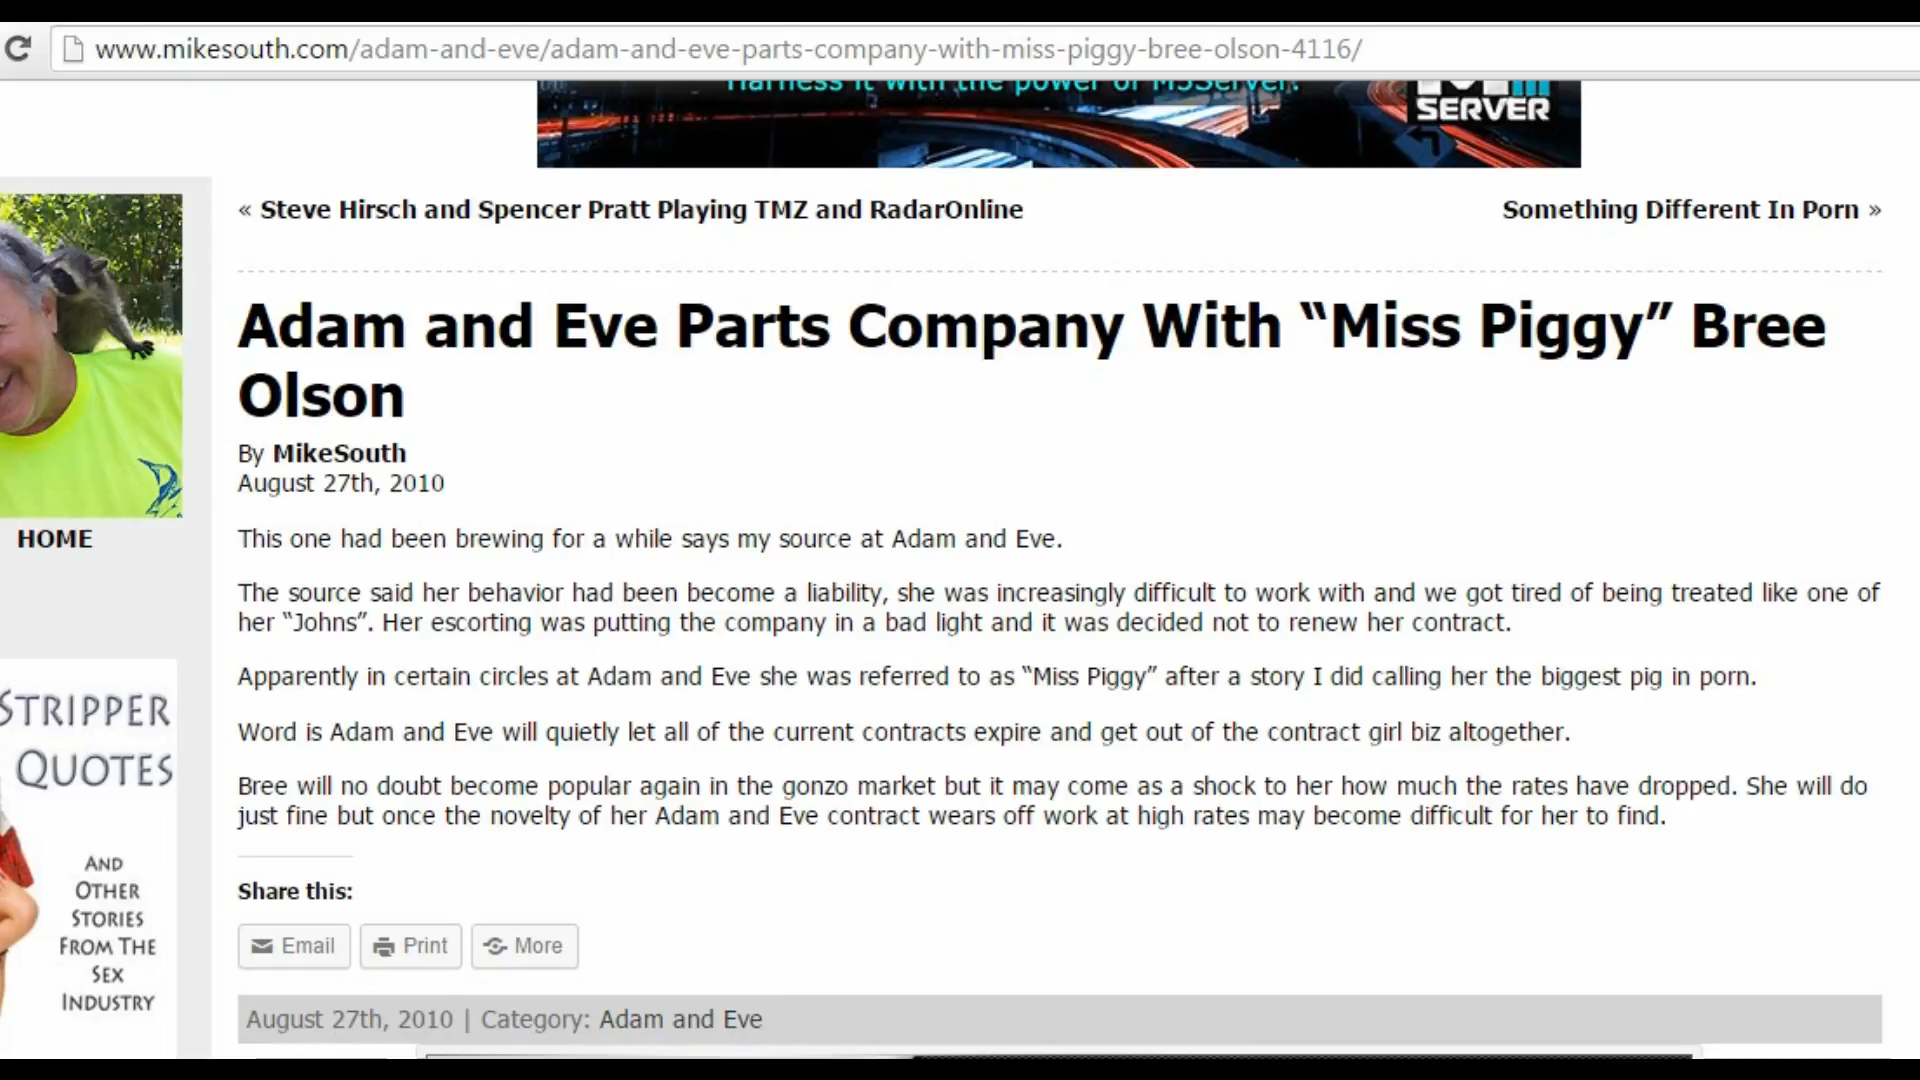 www.mikesouth.com/adam-and-eve/adam-and-eve-parts-company-with-miss-piggy-bree-olson-4116/
Harness it with the power of M3Server.
SERVER
« Steve Hirsch and Spencer Pratt Playing TMZ and RadarOnline
Something Different In Porn »
Adam and Eve Parts Company With “Miss Piggy” Bree
Olson
By MikeSouth
August 27th, 2010
This one had been brewing for a while says my source at Adam and Eve.
The source said her behavior had been become a liability, she was increasingly difficult to work with and we got tired of being treated like one of
her “Johns”. Her escorting was putting the company in a bad light and it was decided not to renew her contract.
Apparently in certain circles at Adam and Eve she was referred to as “Miss Piggy” after a story I did calling her the biggest pig in porn.
Word is Adam and Eve will quietly let all of the current contracts expire and get out of the contract girl biz altogether.
Bree will no doubt become popular again in the gonzo market but it may come as a shock to her how much the rates have dropped. She will do
just fine but once the novelty of her Adam and Eve contract wears off work at high rates may become difficult for her to find.
Share this:
Email
Print
More
August 27th, 2010 | Category: Adam and Eve
HOME
STRIPPER
QUOTES
AND
OTHER
STORIES
FROM THE
SEX
INDUSTRY